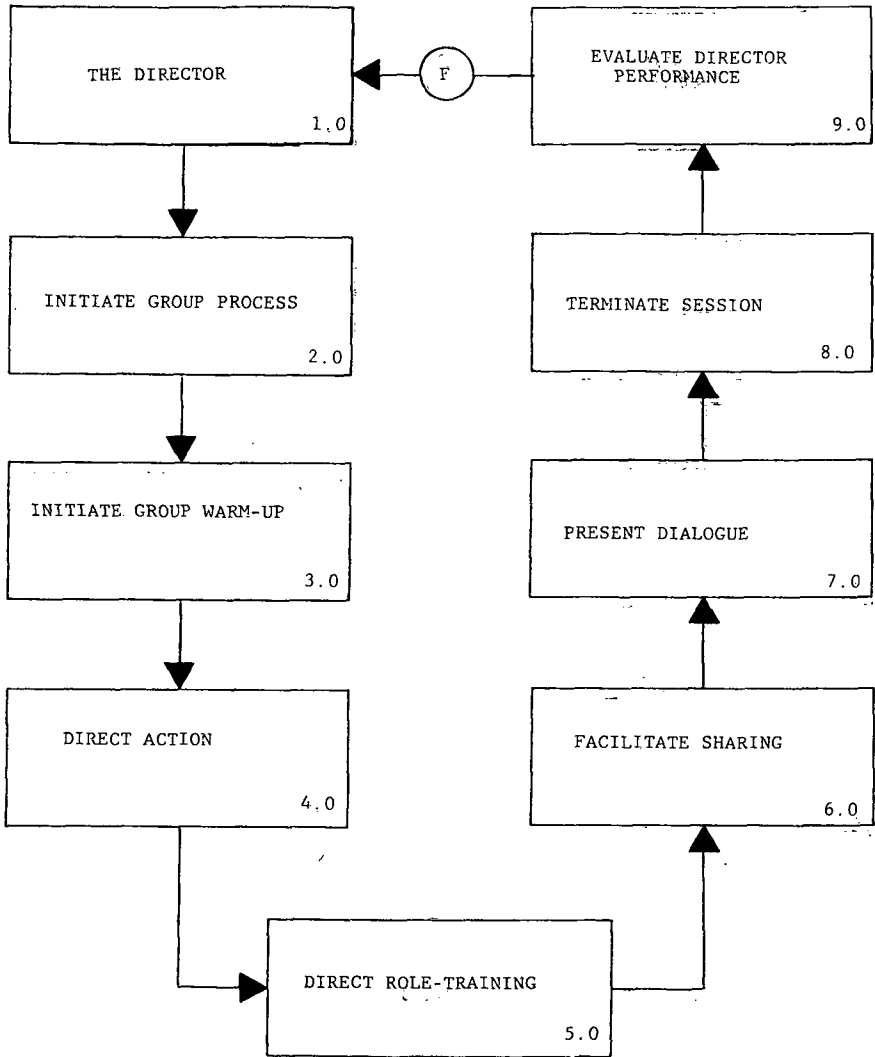 THE DIRECTOR
1.0
F
EVALUATE DIRECTOR
PERFORMANCE
9.0
INITIATE GROUP PROCESS
2.0
TERMINATE SESSION
8.0
INITIATE GROUP WARM-UP
3.0
PRESENT DIALOGUE
7.0
DIRECT ACTION
4.0
FACILITATE SHARING
6.0
DIRECT ROLE-TRAINING
5.0